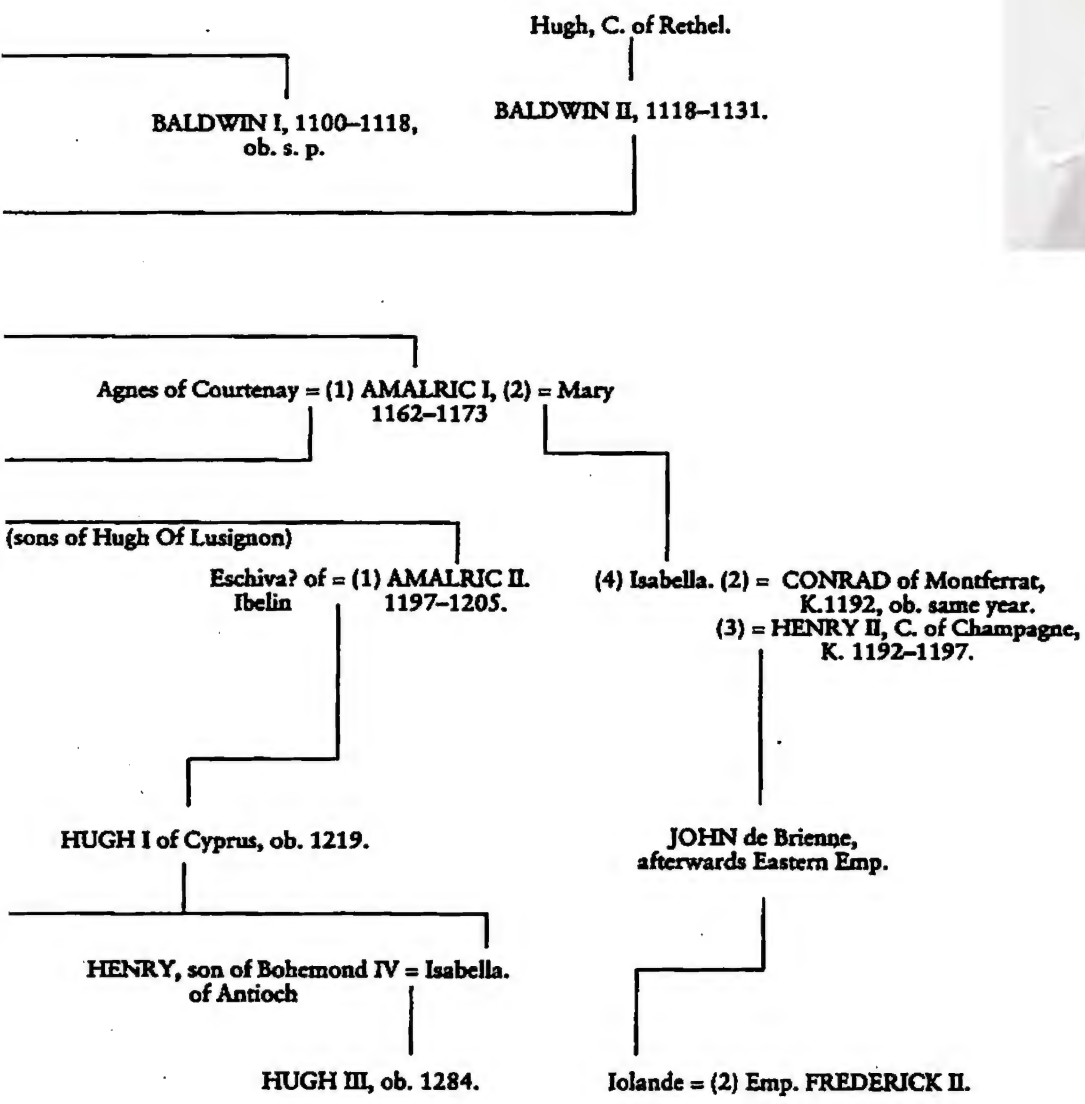 Hugh, C. of Rethel.
BALDWIN I, 1100–1118,
ob. s. p.
BALDWIN II, 1118–1131.
Agnes of Courtenay = (1) AMALRIC I, (2) = Mary
1162–1173
(sons of Hugh Of Lusignon)
Eschiva? of = (1) AMALRIC II.
Ibelin 1197–1205.
(4) Isabella. (2) = CONRAD of Montferrat,
K.1192, ob. same year.
(3) = HENRY II, C. of Champagne,
K. 1192–1197.
HUGH I of Cyprus, ob. 1219.
JOHN de Brienne,
afterwards Eastern Emp.
HENRY, son of Bohemond IV = Isabella.
of Antioch
HUGH III, ob. 1284.
Iolande = (2) Emp. FREDERICK II.